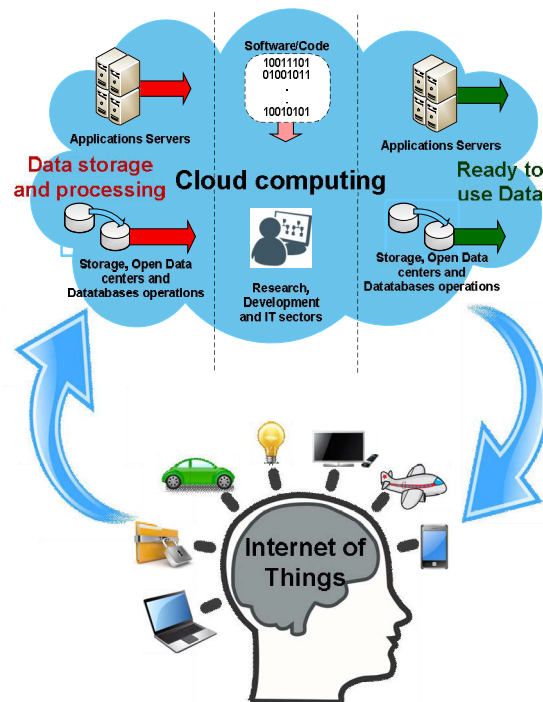 Software/Code
10011101
01001011
.
.
10010101
Applications Servers
Data storage
and processing
Storage, Open Data
centers and
Datatabases operations
Cloud computing
Research,
Development
and IT sectors
Applications Servers
Ready to
use Data
Storage, Open Data
centers and
Datatabases operations
Internet of
Things